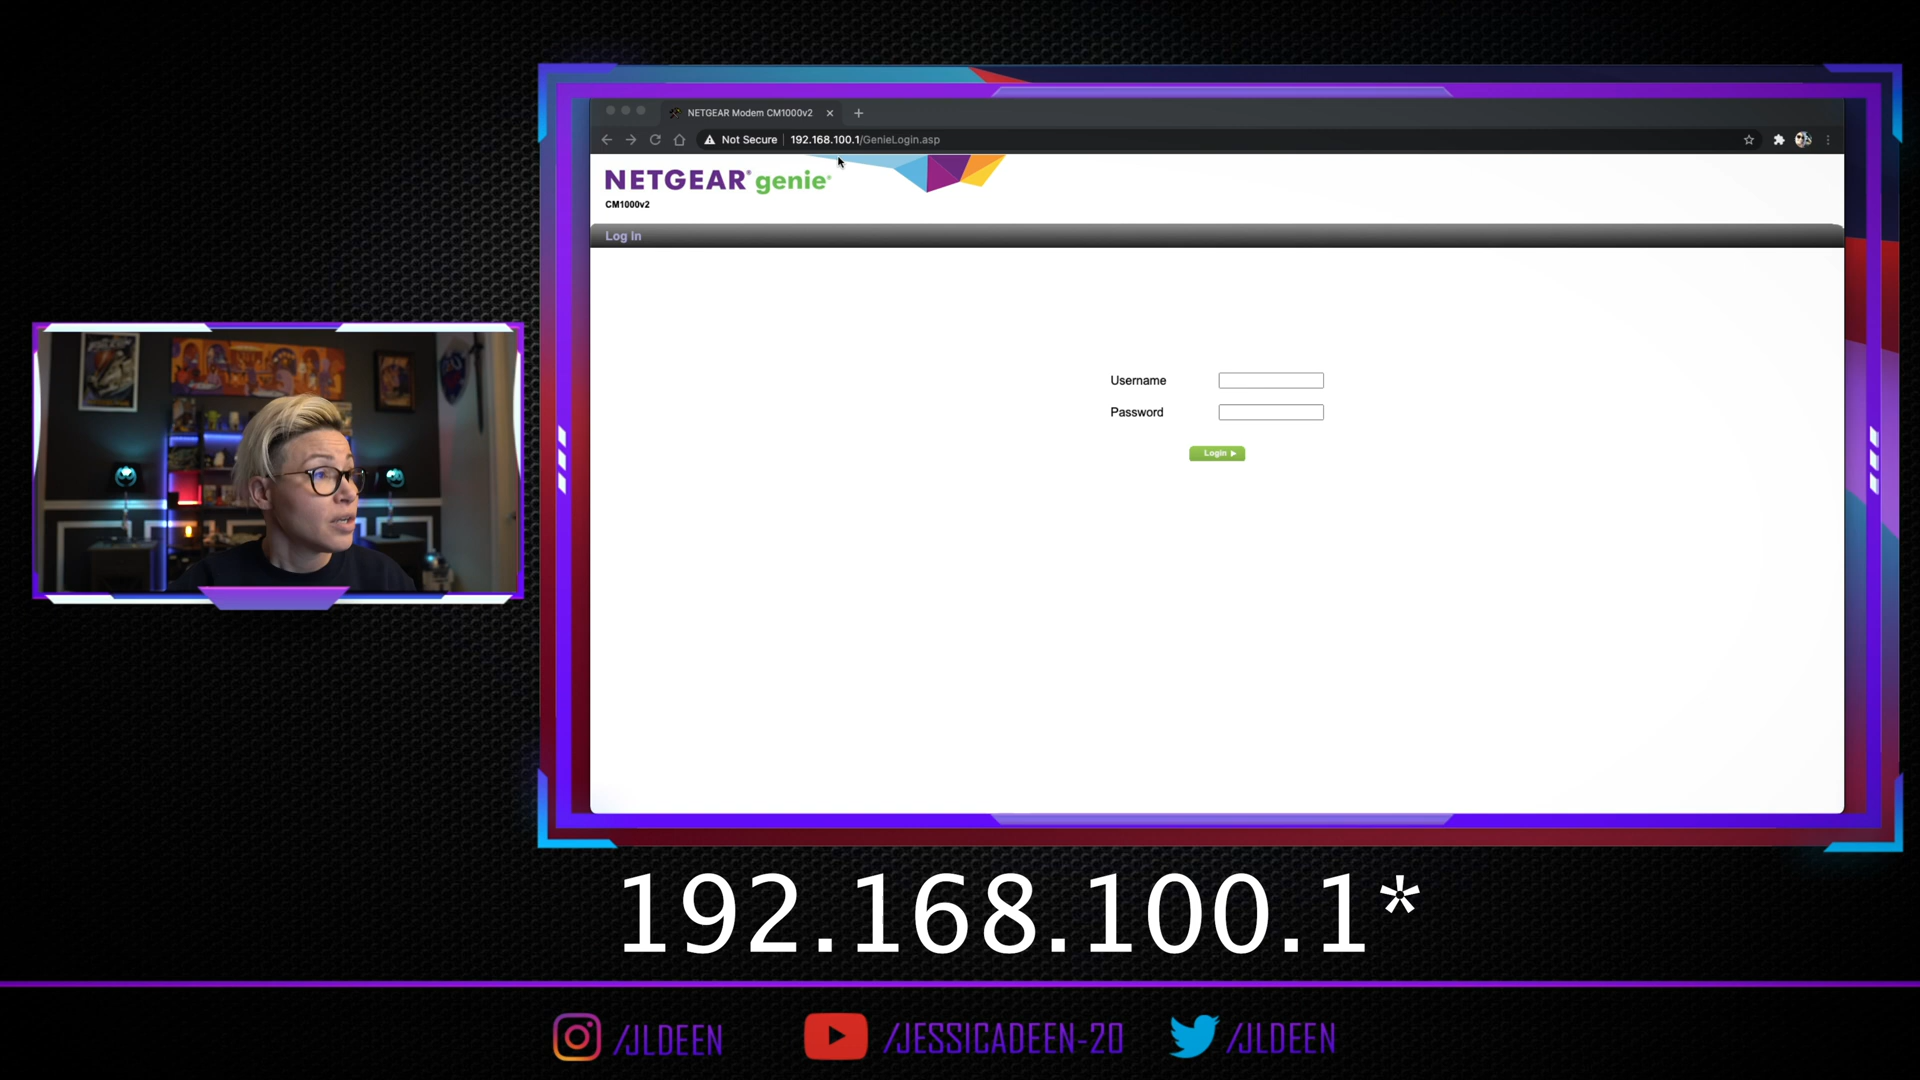 NETGEAR Modem CM1000v2
Not Secure 192.168.100.1/GenieLogin.asp
NETGEAR® genie®
CM1000v2
Log In
Username
Password
Login
192.168.100.1*
/JLDEEN /JESSICADEEN-20 /JLDEEN